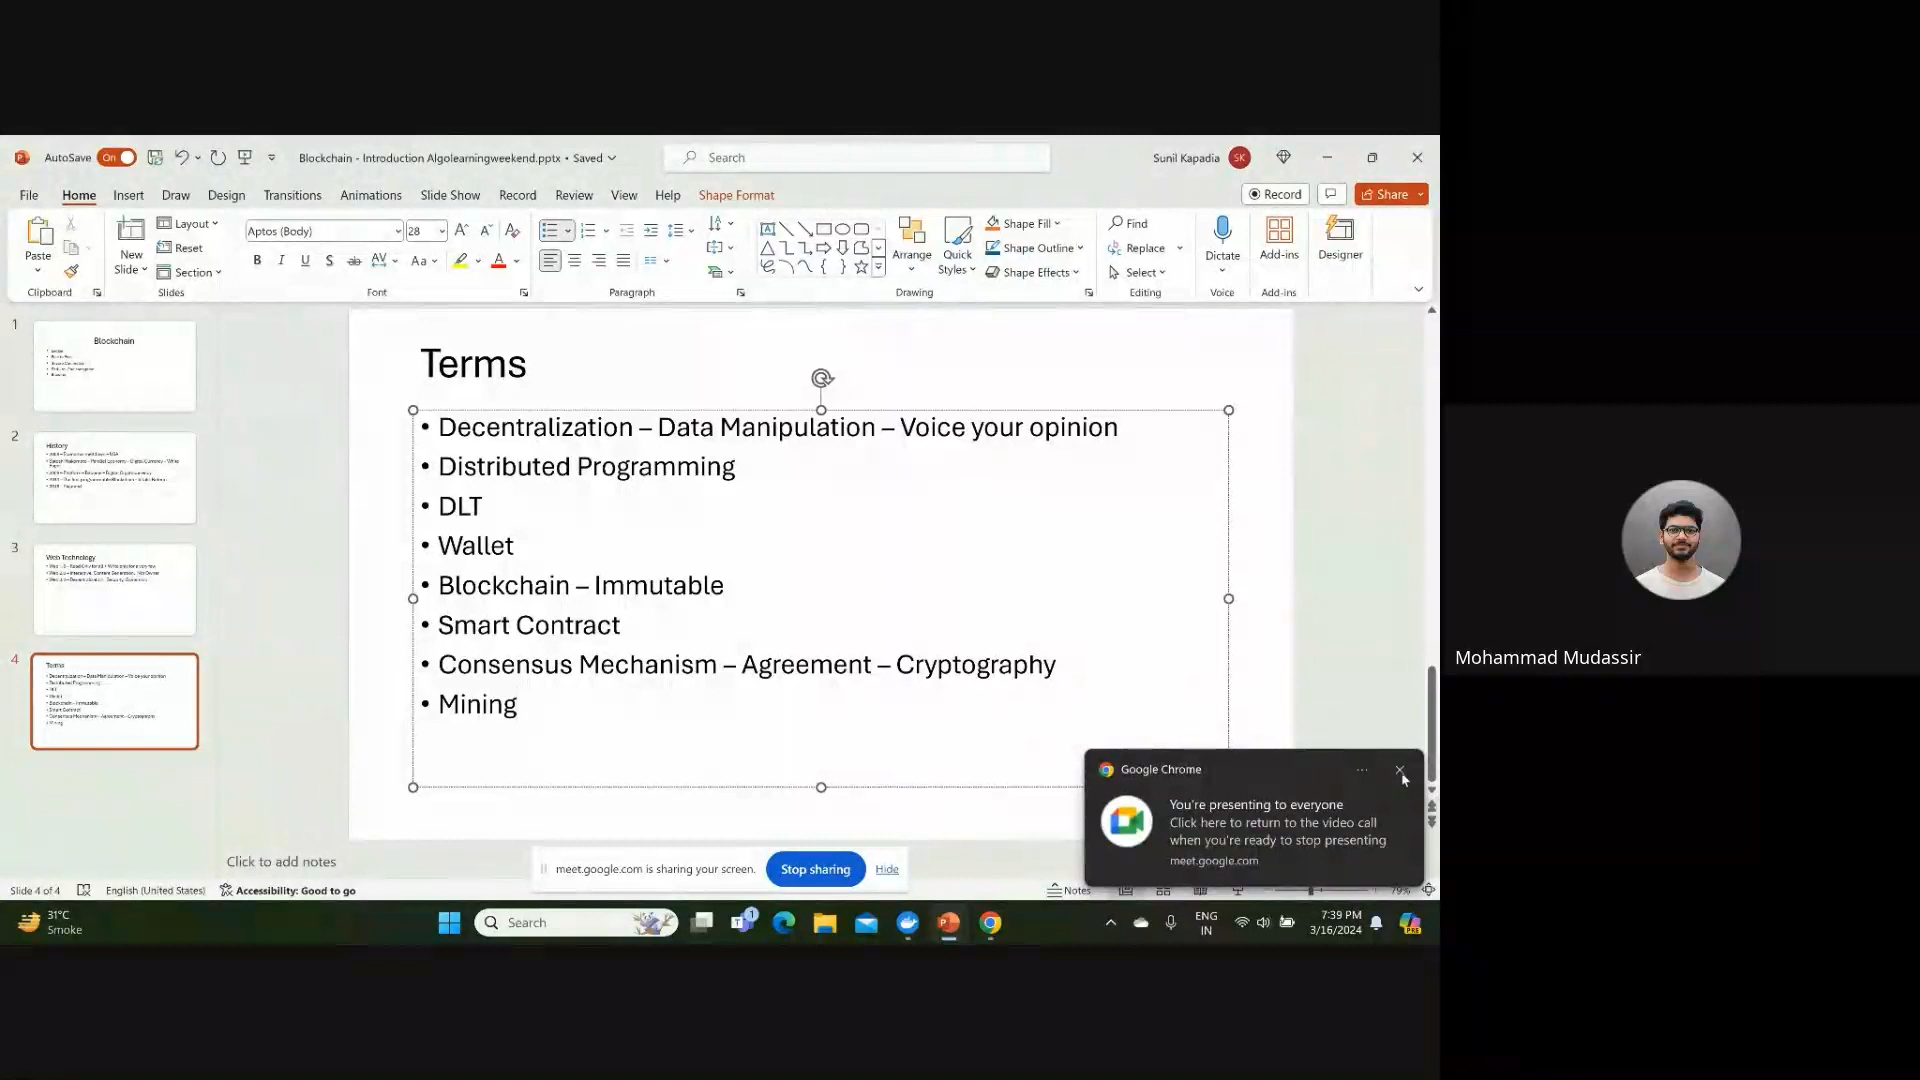 AutoSave On Blockchain - Introduction Algolearningweekend.pptx • Saved Search Sunil Kapadia SK
File Home Insert Draw Design Transitions Animations Slide Show Record Review View Help Shape Format Record Share
Paste New Slide Layout Reset Section Aptos (Body) 28 Arrange Quick Styles Shape Fill Shape Outline Shape Effects Find Replace Select Dictate Add-ins Designer
Clipboard Slides Font Paragraph Drawing Editing Voice Add-ins
1
Blockchain
2
History
3
Web Technology
4
Terms
Terms
• Decentralization – Data Manipulation – Voice your opinion
• Distributed Programming
• DLT
• Wallet
• Blockchain – Immutable
• Smart Contract
• Consensus Mechanism – Agreement – Cryptography
• Mining
Google Chrome
You're presenting to everyone
Click here to return to the video call
when you're ready to stop presenting
meet.google.com
Click to add notes
meet.google.com is sharing your screen. Stop sharing Hide
Slide 4 of 4 English (United States) Accessibility: Good to go Notes 79%
31°C
Smoke
Search
ENG
IN
7:39 PM
3/16/2024
Mohammad Mudassir